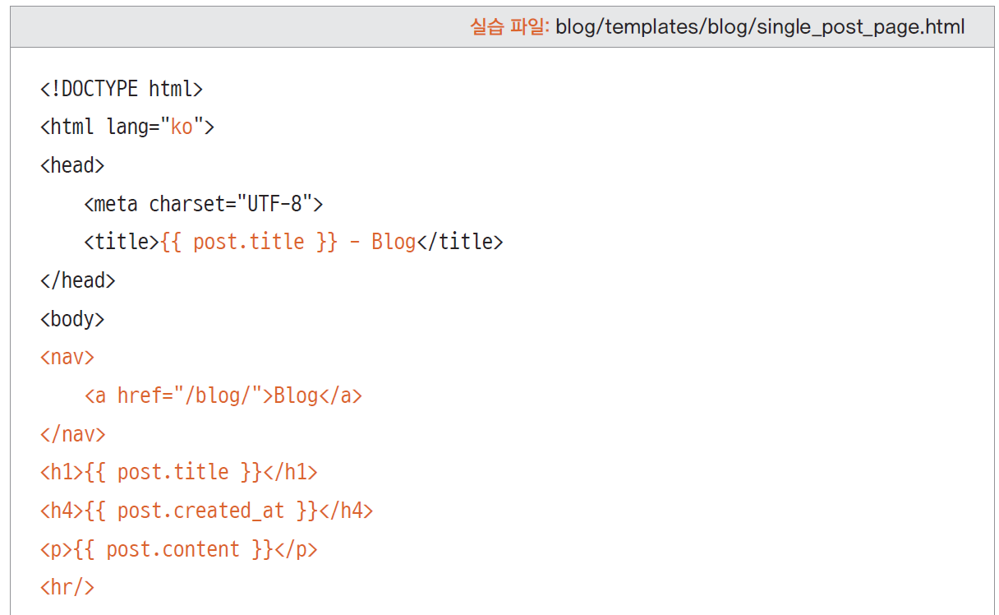 실습 파일: blog/templates/blog/single_post_page.html
<!DOCTYPE html>
<html lang="ko">
<head>
    <meta charset="UTF-8">
    <title>{{ post.title }} - Blog</title>
</head>
<body>
<nav>
    <a href="/blog/">Blog</a>
</nav>
<h1>{{ post.title }}</h1>
<h4>{{ post.created_at }}</h4>
<p>{{ post.content }}</p>
<hr/>